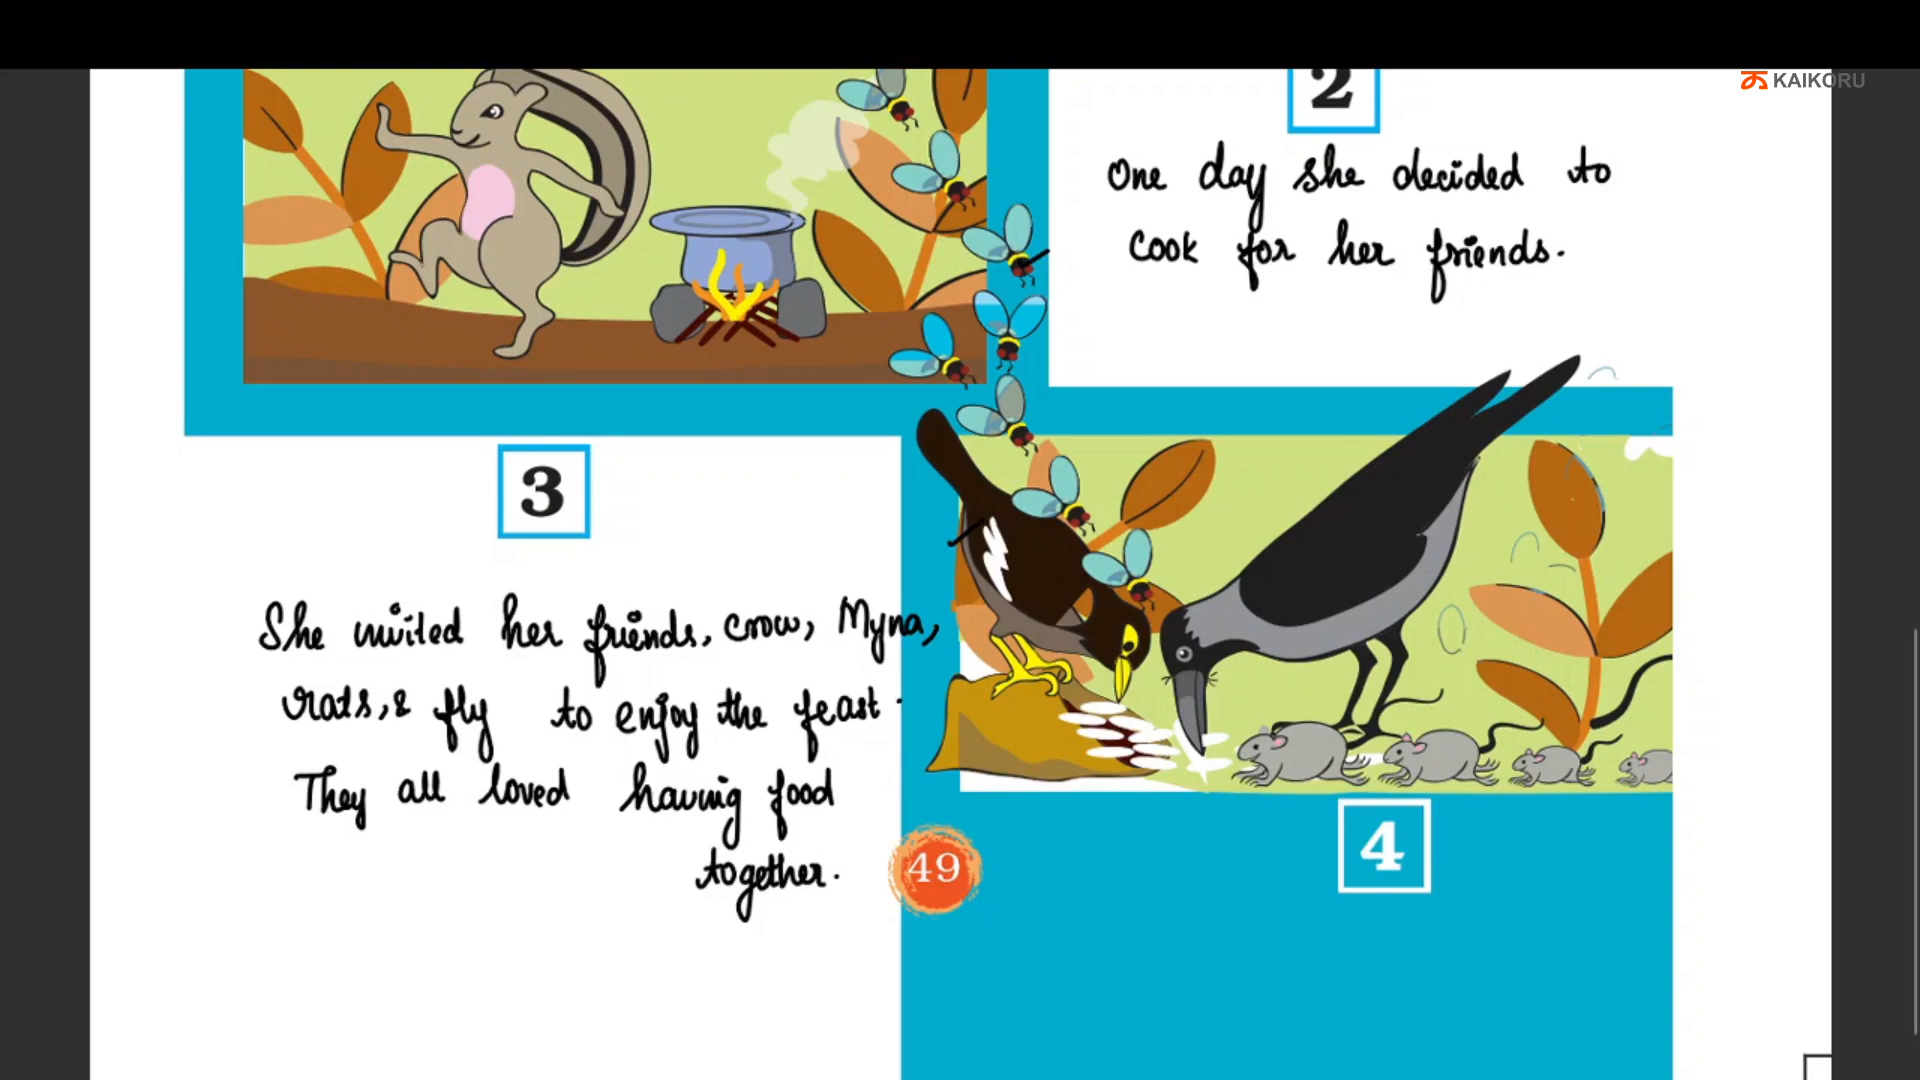 KAIKORU
2
One day she decided to
cook for her friends.
3
She invited her friends, crow, Myna,
rats, & fly to enjoy the feast.
They all loved having food
together.
49
4